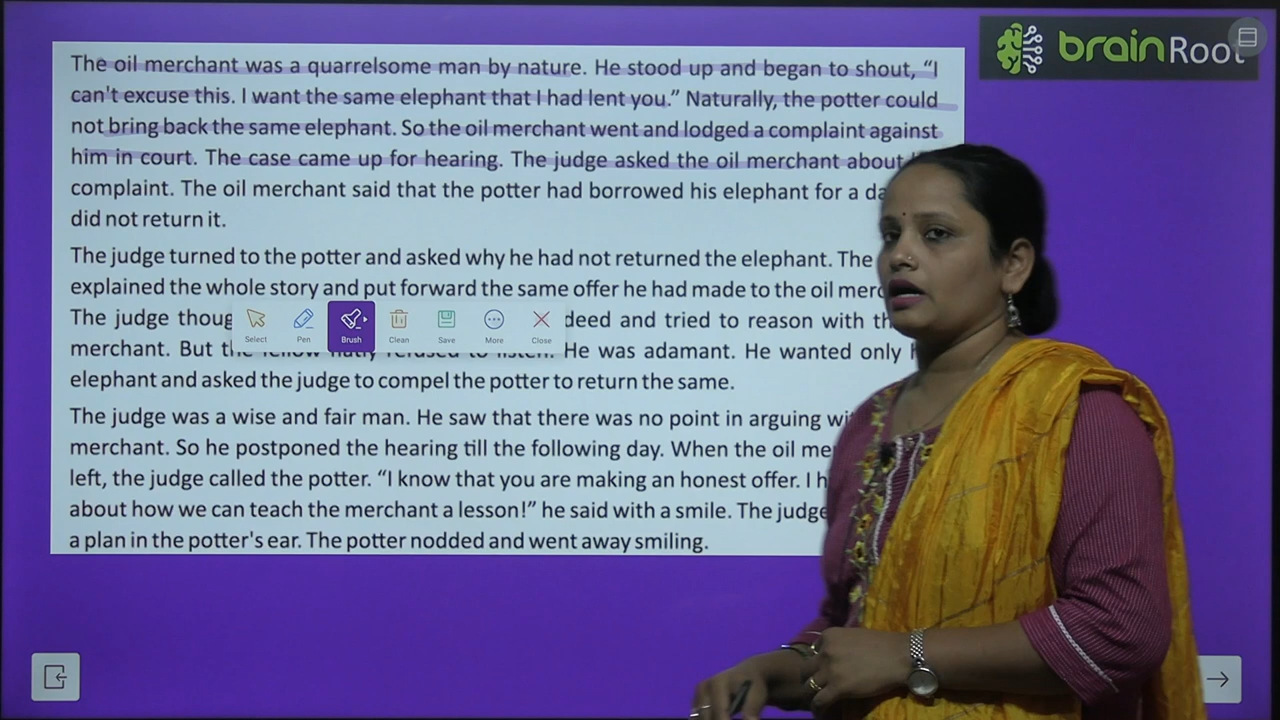 brainRoot
The oil merchant was a quarrelsome man by nature. He stood up and began to shout, “I
can't excuse this. I want the same elephant that I had lent you.” Naturally, the potter could
not bring back the same elephant. So the oil merchant went and lodged a complaint against
him in court. The case came up for hearing. The judge asked the oil merchant about
complaint. The oil merchant said that the potter had borrowed his elephant for a
did not return it.
The judge turned to the potter and asked why he had not returned the elephant. The
explained the whole story and put forward the same offer he had made to the oil
The judge deed and tried to reason with
merchant. But He was adamant. He wanted only
elephant and asked the judge to compel the potter to return the same.
The judge was a wise and fair man. He saw that there was no point in arguing
merchant. So he postponed the hearing till the following day. When the oil
left, the judge called the potter. “I know that you are making an honest offer. I
about how we can teach the merchant a lesson!” he said with a smile. The judge
a plan in the potter's ear. The potter nodded and went away smiling.
Select Pen Brush Clean Save More Close